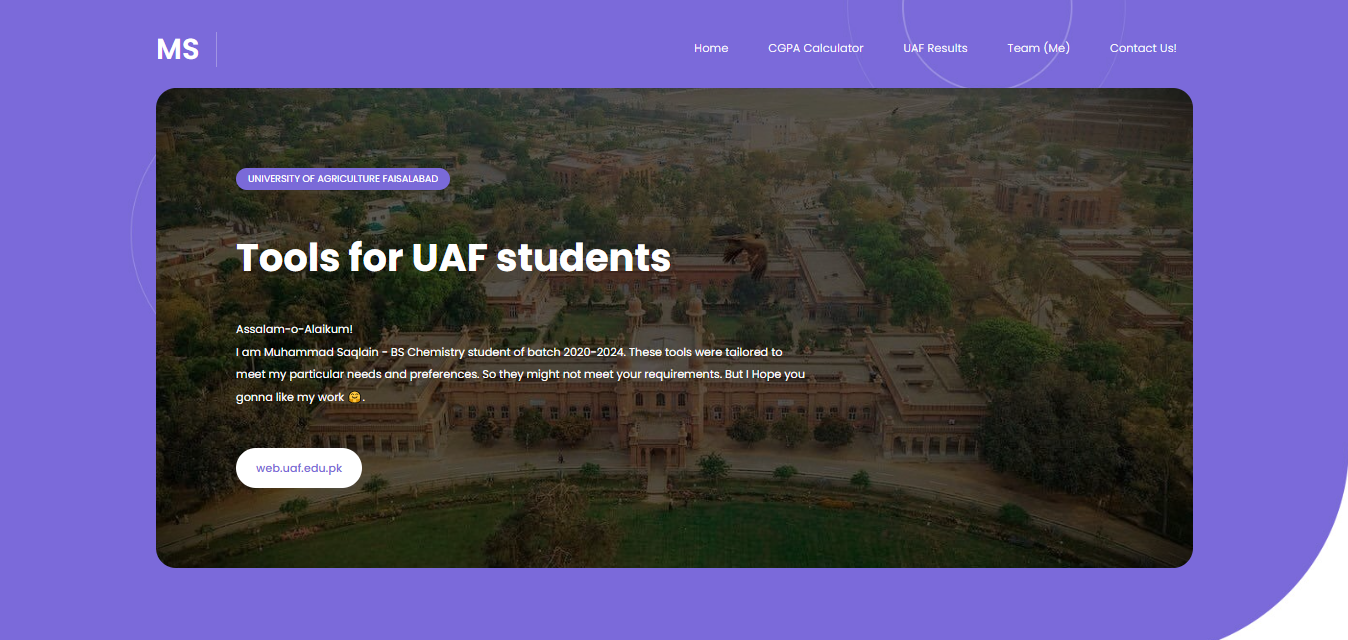 MS
Home
CGPA Calculator
UAF Results
Team (Me)
Contact Us!
UNIVERSITY OF AGRICULTURE FAISALABAD
Tools for UAF students
Assalam-o-Alaikum!
I am Muhammad Saqlain - BS Chemistry student of batch 2020-2024. These tools were tailored to
meet my particular needs and preferences. So they might not meet your requirements. But I Hope you
gonna like my work 🤗.
web.uaf.edu.pk